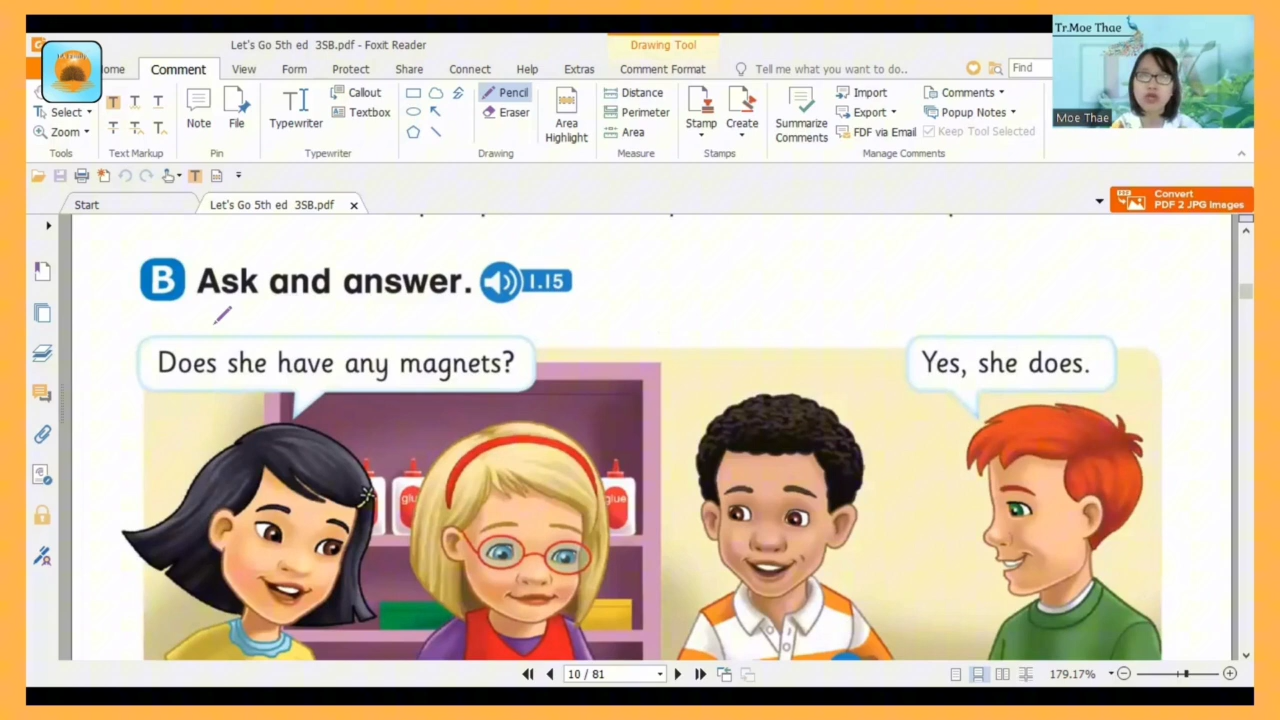 Let's Go 5th ed 3SB.pdf - Foxit Reader
Drawing Tool
Tr.Moe Thae
Moe Thae
ome Comment View Form Protect Share Connect Help Extras Comment Format Tell me what you want to do.. Find
Select
Zoom
Tools
Text Markup
Note
File
Pin
Typewriter
Callout
Textbox
Typewriter
Pencil
Eraser
Area Highlight
Drawing
Distance
Perimeter
Area
Measure
Stamp
Create
Stamps
Summarize Comments
Import
Export
FDF via Email
Comments
Popup Notes
Keep Tool Selected
Manage Comments
Start
Let's Go 5th ed 3SB.pdf
Convert
PDF 2 JPG Images
B Ask and answer. 1.15
Does she have any magnets?
Yes, she does.
glue
10 / 81
179.17%